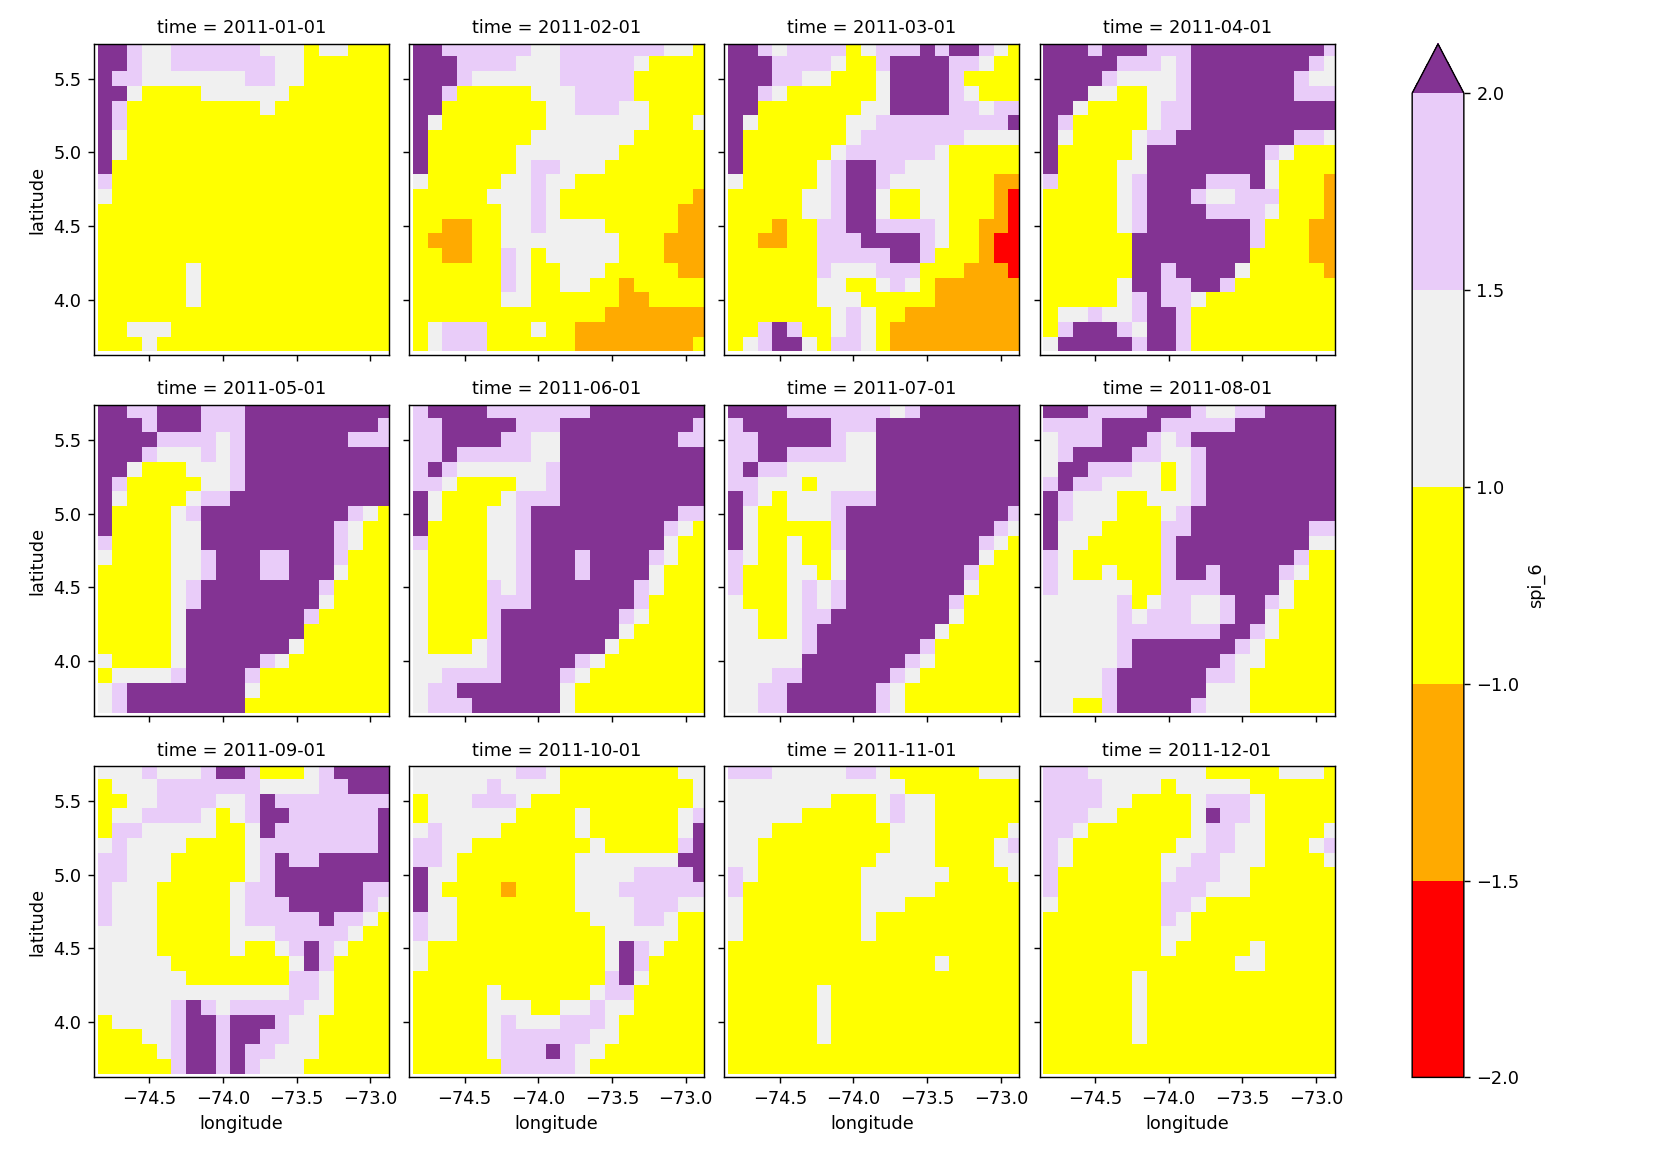 time = 2011-01-01
time = 2011-02-01
time = 2011-03-01
time = 2011-04-01
5.5
5.0
4.5
4.0
latitude
time = 2011-05-01
time = 2011-06-01
time = 2011-07-01
time = 2011-08-01
5.5
5.0
4.5
4.0
latitude
time = 2011-09-01
time = 2011-10-01
time = 2011-11-01
time = 2011-12-01
5.5
5.0
4.5
4.0
latitude
−74.5 −74.0 −73.5 −73.0
longitude
−74.5 −74.0 −73.5 −73.0
longitude
−74.5 −74.0 −73.5 −73.0
longitude
−74.5 −74.0 −73.5 −73.0
longitude
2.0
1.5
1.0
−1.0
−1.5
−2.0
spi_6